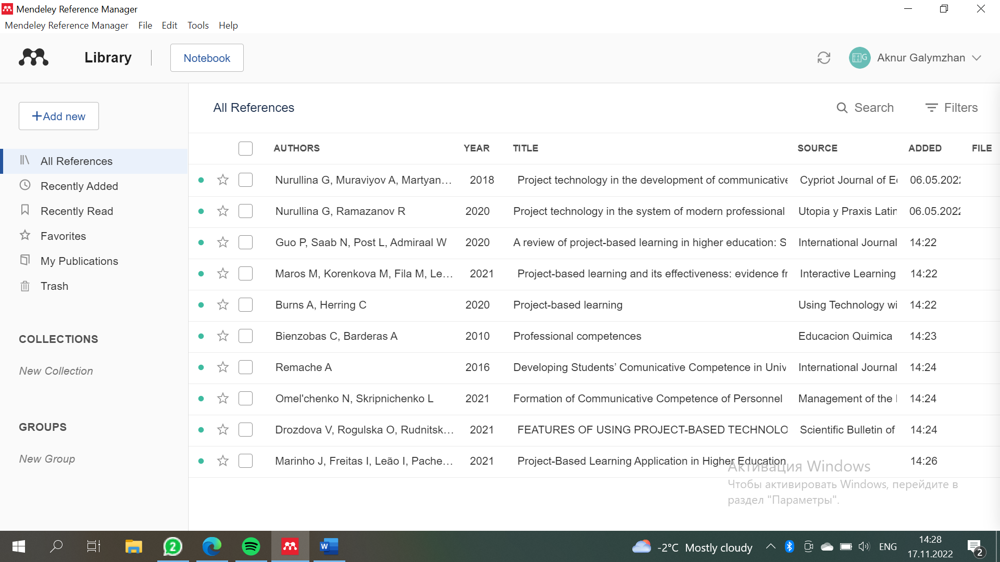 Mendeley Reference Manager
Mendeley Reference Manager File Edit Tools Help
Library Notebook Aknur Galymzhan
+Add new
All References Search Filters
All References
Recently Added
Recently Read
Favorites
My Publications
Trash
COLLECTIONS
New Collection
GROUPS
New Group
AUTHORS YEAR TITLE SOURCE ADDED FILE
Nurullina G, Muraviyov A, Martyan... 2018 Project technology in the development of communicative Cypriot Journal of E 06.05.2022
Nurullina G, Ramazanov R 2020 Project technology in the system of modern professional Utopia y Praxis Latin 06.05.2022
Guo P, Saab N, Post L, Admiraal W 2020 A review of project-based learning in higher education: S International Journal 14:22
Maros M, Korenkova M, Fila M, Le... 2021 Project-based learning and its effectiveness: evidence fr Interactive Learning 14:22
Burns A, Herring C 2020 Project-based learning Using Technology wi 14:22
Bienzobas C, Barderas A 2010 Professional competences Educacion Quimica 14:23
Remache A 2016 Developing Students' Comunicative Competence in Univ International Journal 14:24
Omel'chenko N, Skripnichenko L 2021 Formation of Communicative Competence of Personnel Management of the 14:24
Drozdova V, Rogulska O, Rudnitsk... 2021 FEATURES OF USING PROJECT-BASED TECHNOLO Scientific Bulletin of 14:24
Marinho J, Freitas I, Leão I, Pache... 2021 Project-Based Learning Application in Higher Education 14:26
Активация Windows
Чтобы активировать Windows, перейдите в
раздел "Параметры".
-2°C Mostly cloudy ENG 14:28
17.11.2022
2
2